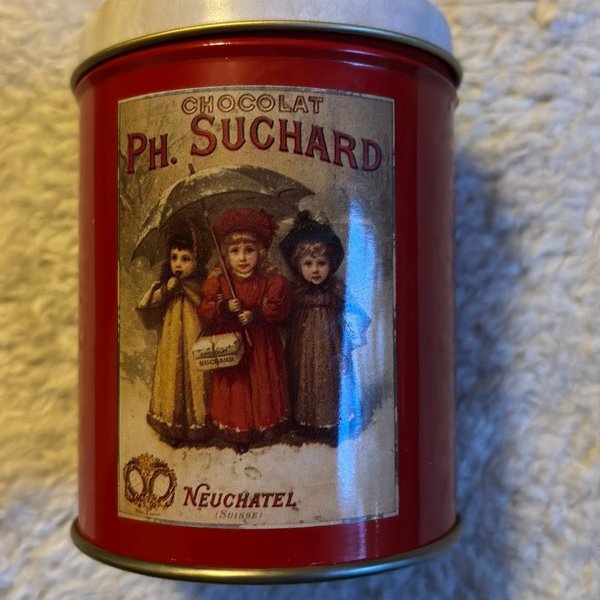 CHOCOLAT
PH. SUCHARD
SUCHARD
NEUCHATEL
(SUISSE)